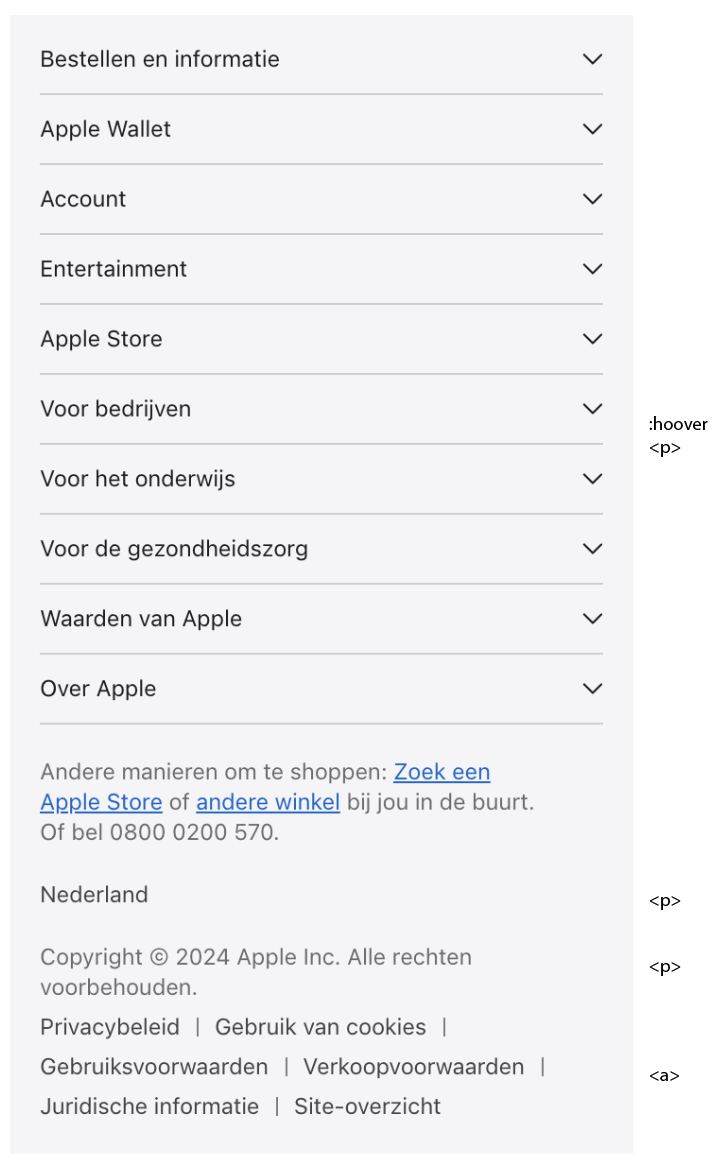 Bestellen en informatie
Apple Wallet
Account
Entertainment
Apple Store
Voor bedrijven
:hoover
<p>
Voor het onderwijs
Voor de gezondheidszorg
Waarden van Apple
Over Apple
Andere manieren om te shoppen: Zoek een
Apple Store of andere winkel bij jou in de buurt.
Of bel 0800 0200 570.
Nederland
<p>
Copyright © 2024 Apple Inc. Alle rechten
voorbehouden.
<p>
Privacybeleid | Gebruik van cookies |
Gebruiksvoorwaarden | Verkoopvoorwaarden |
<a>
Juridische informatie | Site-overzicht